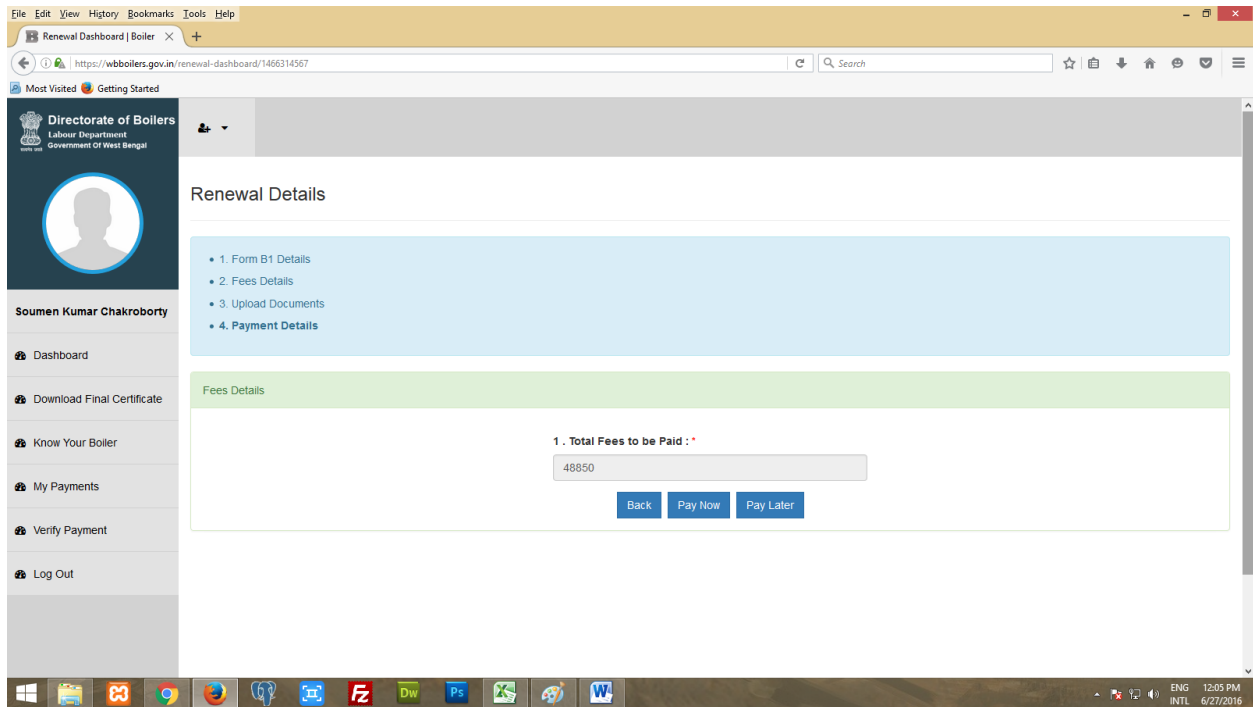 File Edit View History Bookmarks Tools Help
Renewal Dashboard | Boiler
https://wbboilers.gov.in/renewal-dashboard/1466314567
Search
Most Visited Getting Started
Directorate of Boilers
Labour Department
Government Of West Bengal
Renewal Details
1. Form B1 Details
2. Fees Details
3. Upload Documents
4. Payment Details
Soumen Kumar Chakroborty
Dashboard
Download Final Certificate
Know Your Boiler
My Payments
Verify Payment
Log Out
Fees Details
1 . Total Fees to be Paid : *
48850
Back Pay Now Pay Later
Fz Dw Ps X W
ENG 12:05 PM
INTL 6/27/2016